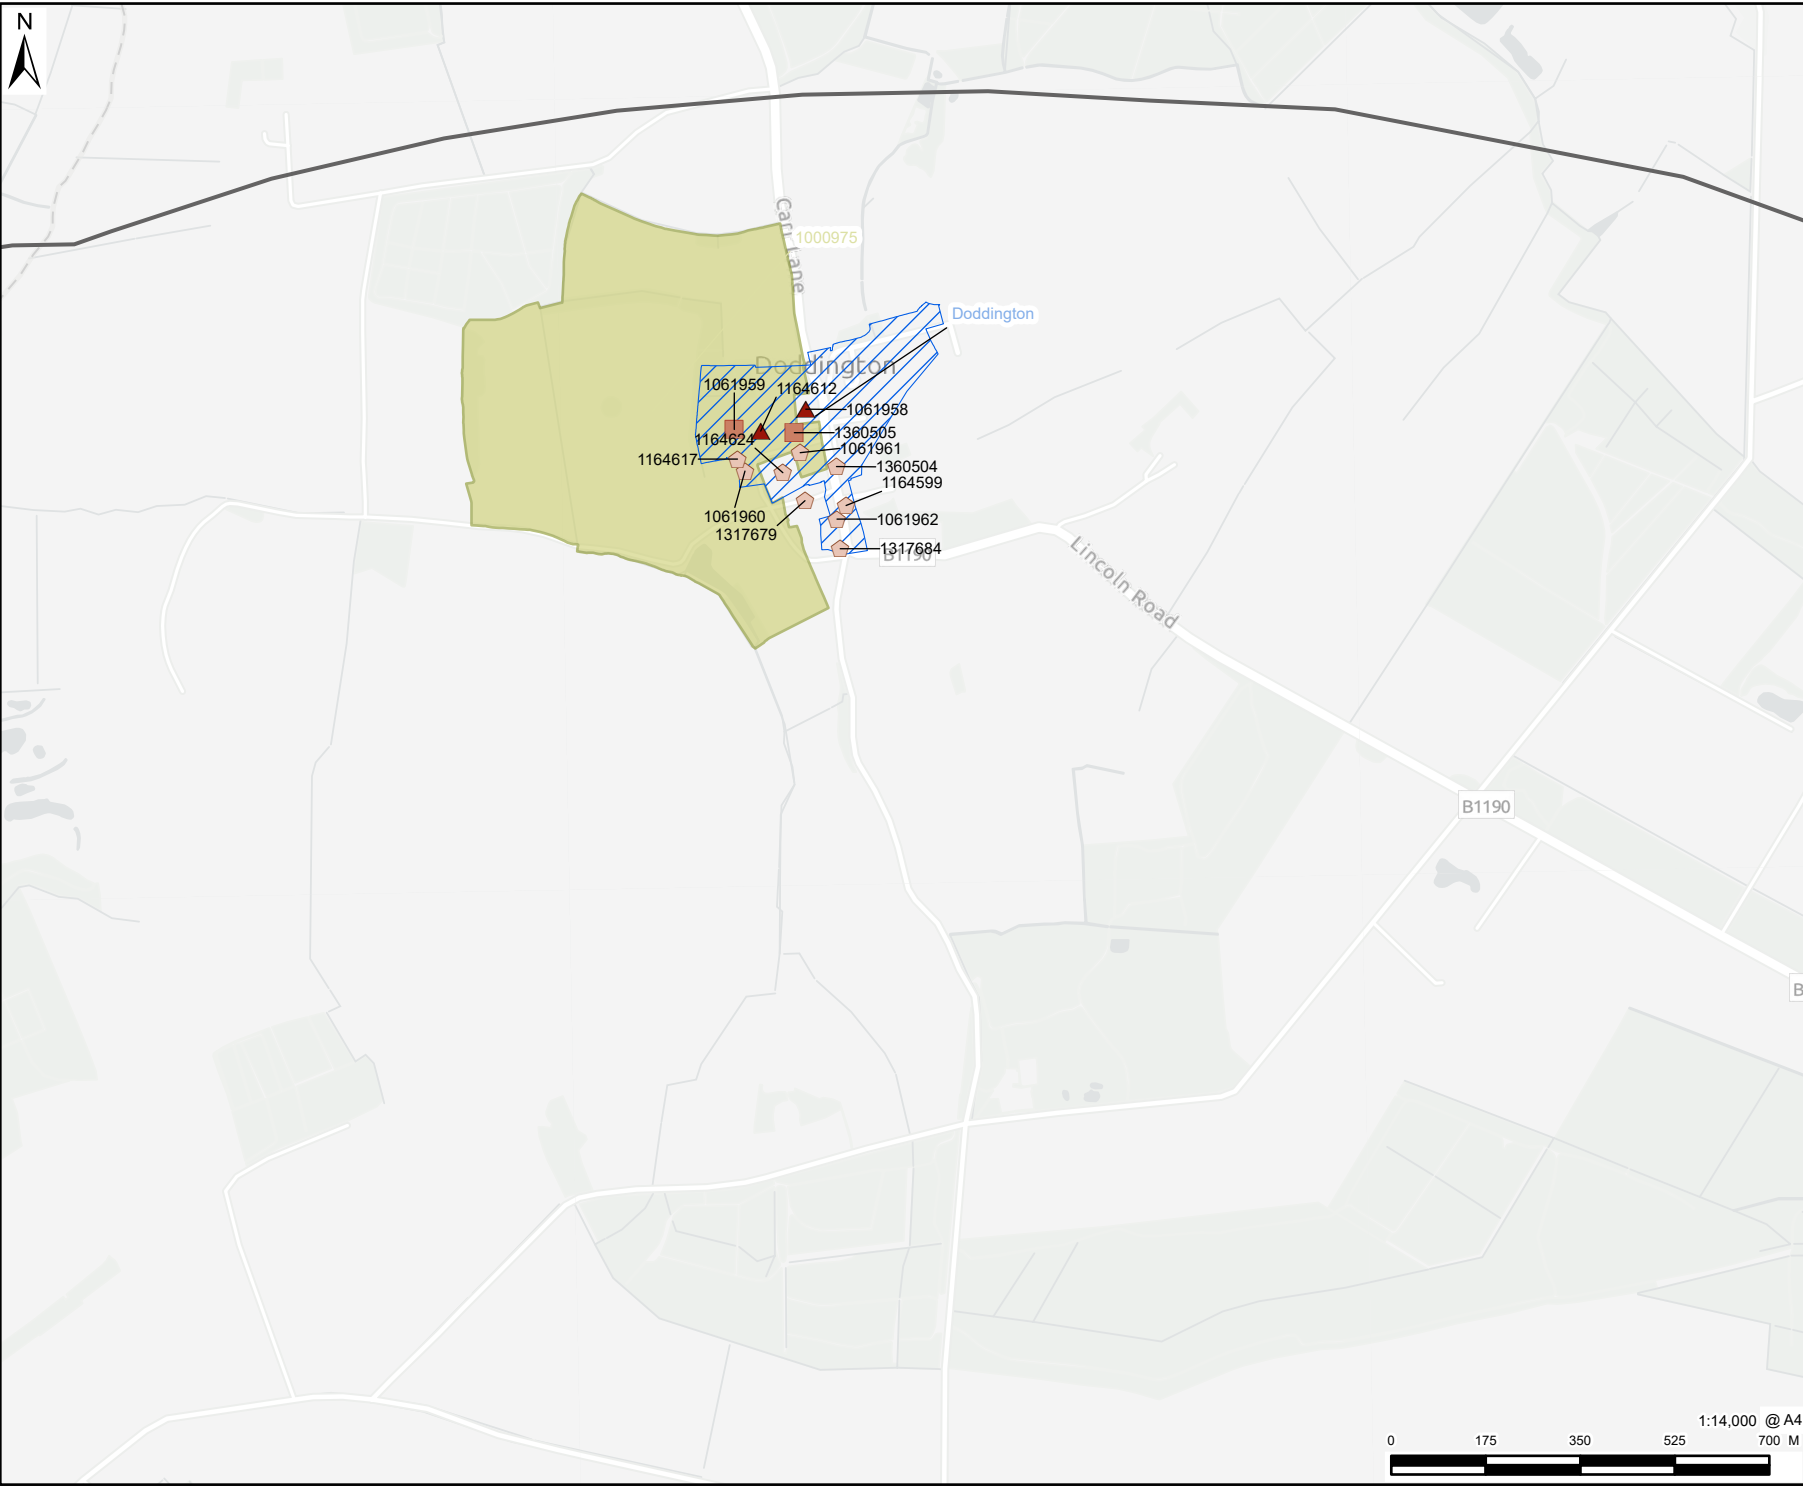 N
Carr Lane
1000975
Doddington
Doddington
1061959
1164612
1061958
1360505
1164624
1061961
1164617
1360504
1164599
1061960
1061962
1317679
1317684
B1190
Lincoln Road
B1190
B
1:14,000 @ A4
0 175 350 525 700 M